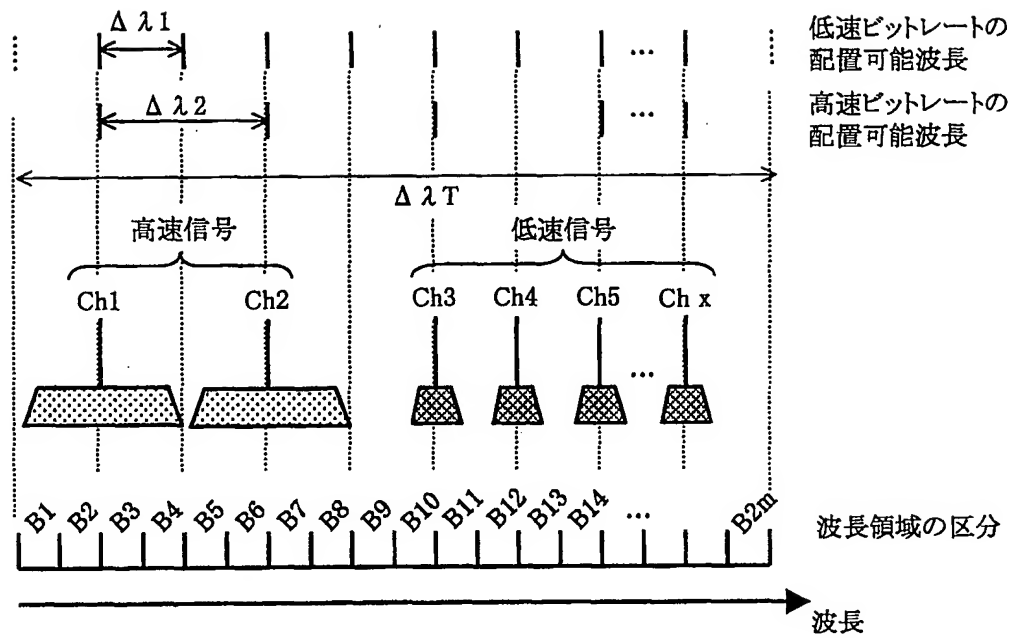 Δλ1
低速ビットレートの
配置可能波長
…
Δλ2
高速ビットレートの
配置可能波長
…
ΔλT
高速信号
低速信号
Ch1 Ch2 Ch3 Ch4 Ch5 Ch x
…
B1 B2 B3 B4 B5 B6 B7 B8 B9 B10 B11 B12 B13 B14 … B2m
波長領域の区分
波長